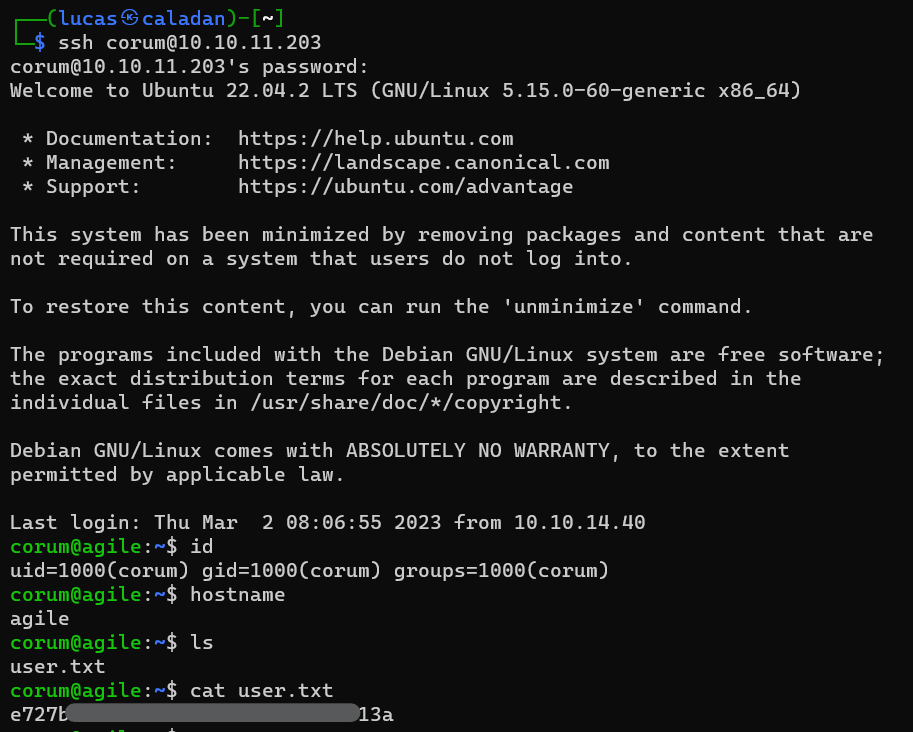 ┌──(lucas㉿caladan)-[~]
└─$ ssh corum@10.10.11.203
corum@10.10.11.203's password:
Welcome to Ubuntu 22.04.2 LTS (GNU/Linux 5.15.0-60-generic x86_64)
 * Documentation:  https://help.ubuntu.com
 * Management:     https://landscape.canonical.com
 * Support:        https://ubuntu.com/advantage
This system has been minimized by removing packages and content that are
not required on a system that users do not log into.
To restore this content, you can run the 'unminimize' command.
The programs included with the Debian GNU/Linux system are free software;
the exact distribution terms for each program are described in the
individual files in /usr/share/doc/*/copyright.
Debian GNU/Linux comes with ABSOLUTELY NO WARRANTY, to the extent
permitted by applicable law.
Last login: Thu Mar  2 08:06:55 2023 from 10.10.14.40
corum@agile:~$ id
uid=1000(corum) gid=1000(corum) groups=1000(corum)
corum@agile:~$ hostname
agile
corum@agile:~$ ls
user.txt
corum@agile:~$ cat user.txt
e727b 13a